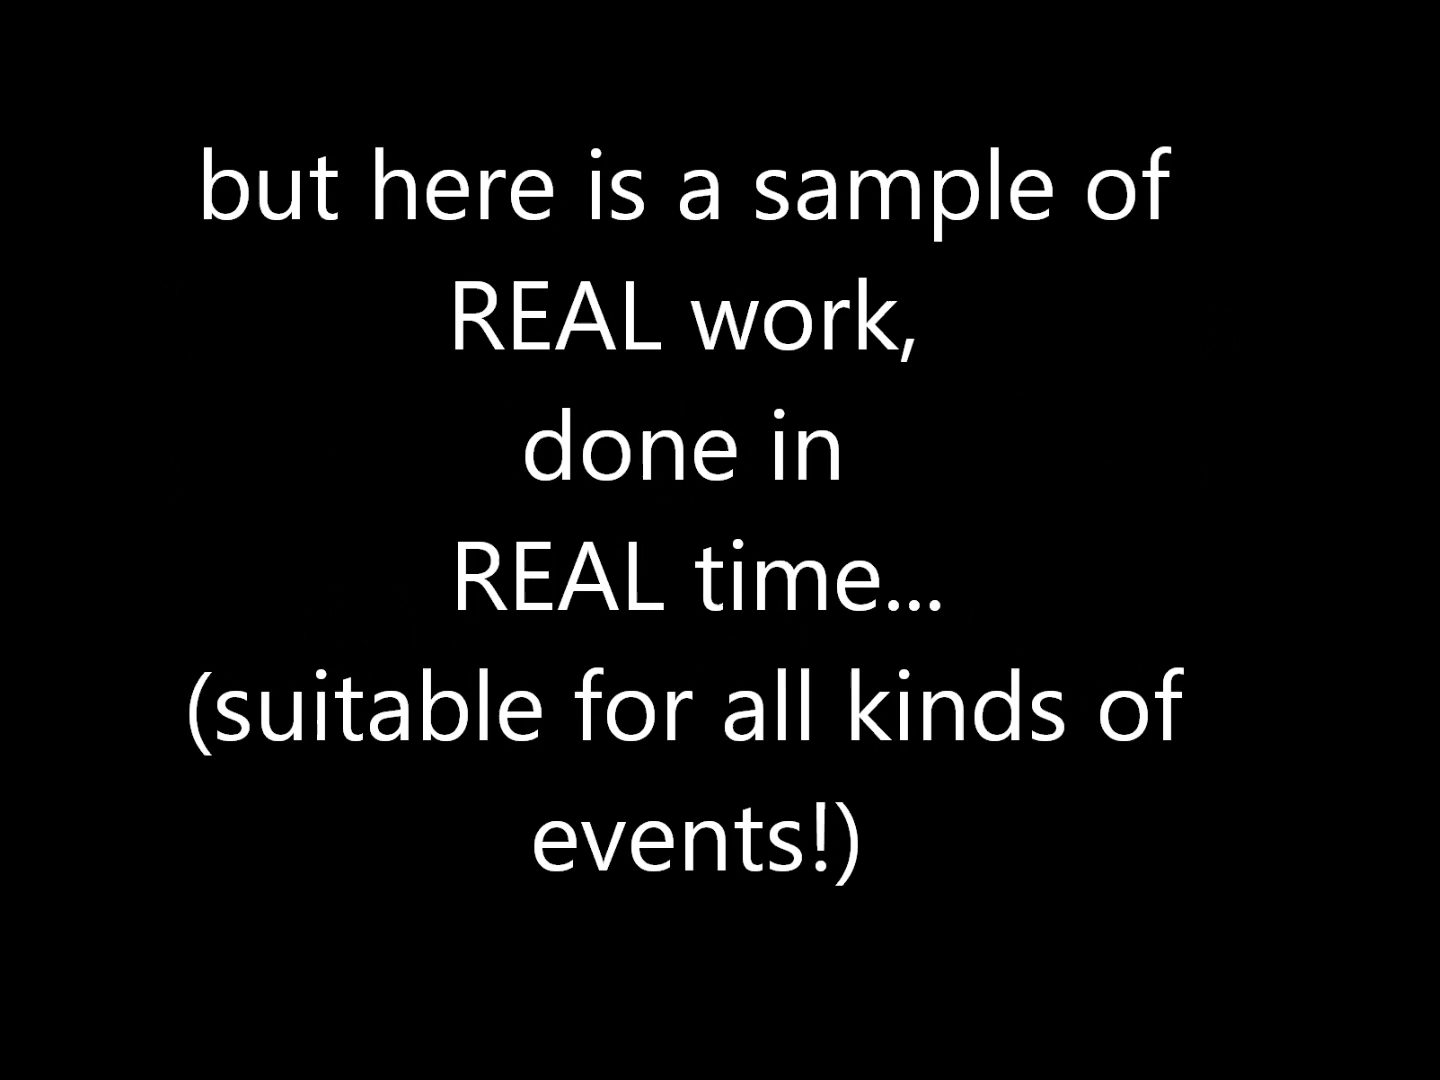 but here is a sample of
REAL work,
done in
REAL time...
(suitable for all kinds of
events!)